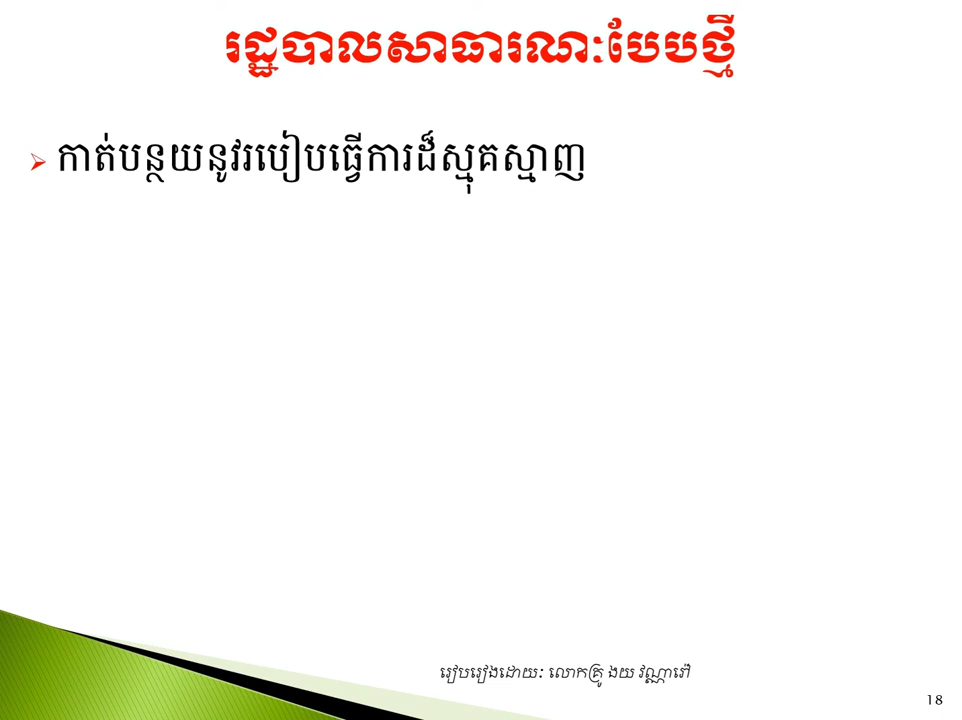 រដ្ឋបាលសាធារណៈបែបថ្មី
កាត់បន្ថយនូវរបៀបធ្វើការដ៏ស្មុគស្មាញ
រៀបរៀងដោយៈ លោកគ្រូ ងយ វណ្ណារៅ
18